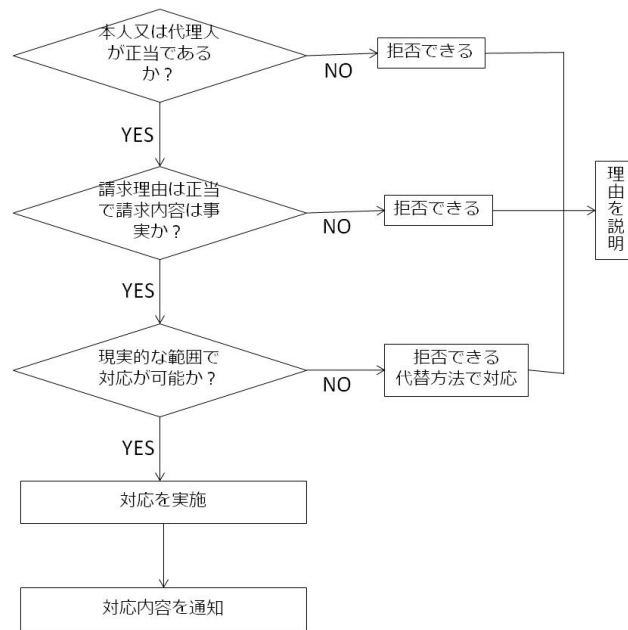 本人又は代理人
が正当である
か？
拒否できる
NO
YES
請求理由は正当
で請求内容は事
実か？
拒否できる
NO
理由を説明
YES
現実的な範囲で
対応が可能か？
拒否できる
代替方法で対応
NO
YES
対応を実施
対応内容を通知